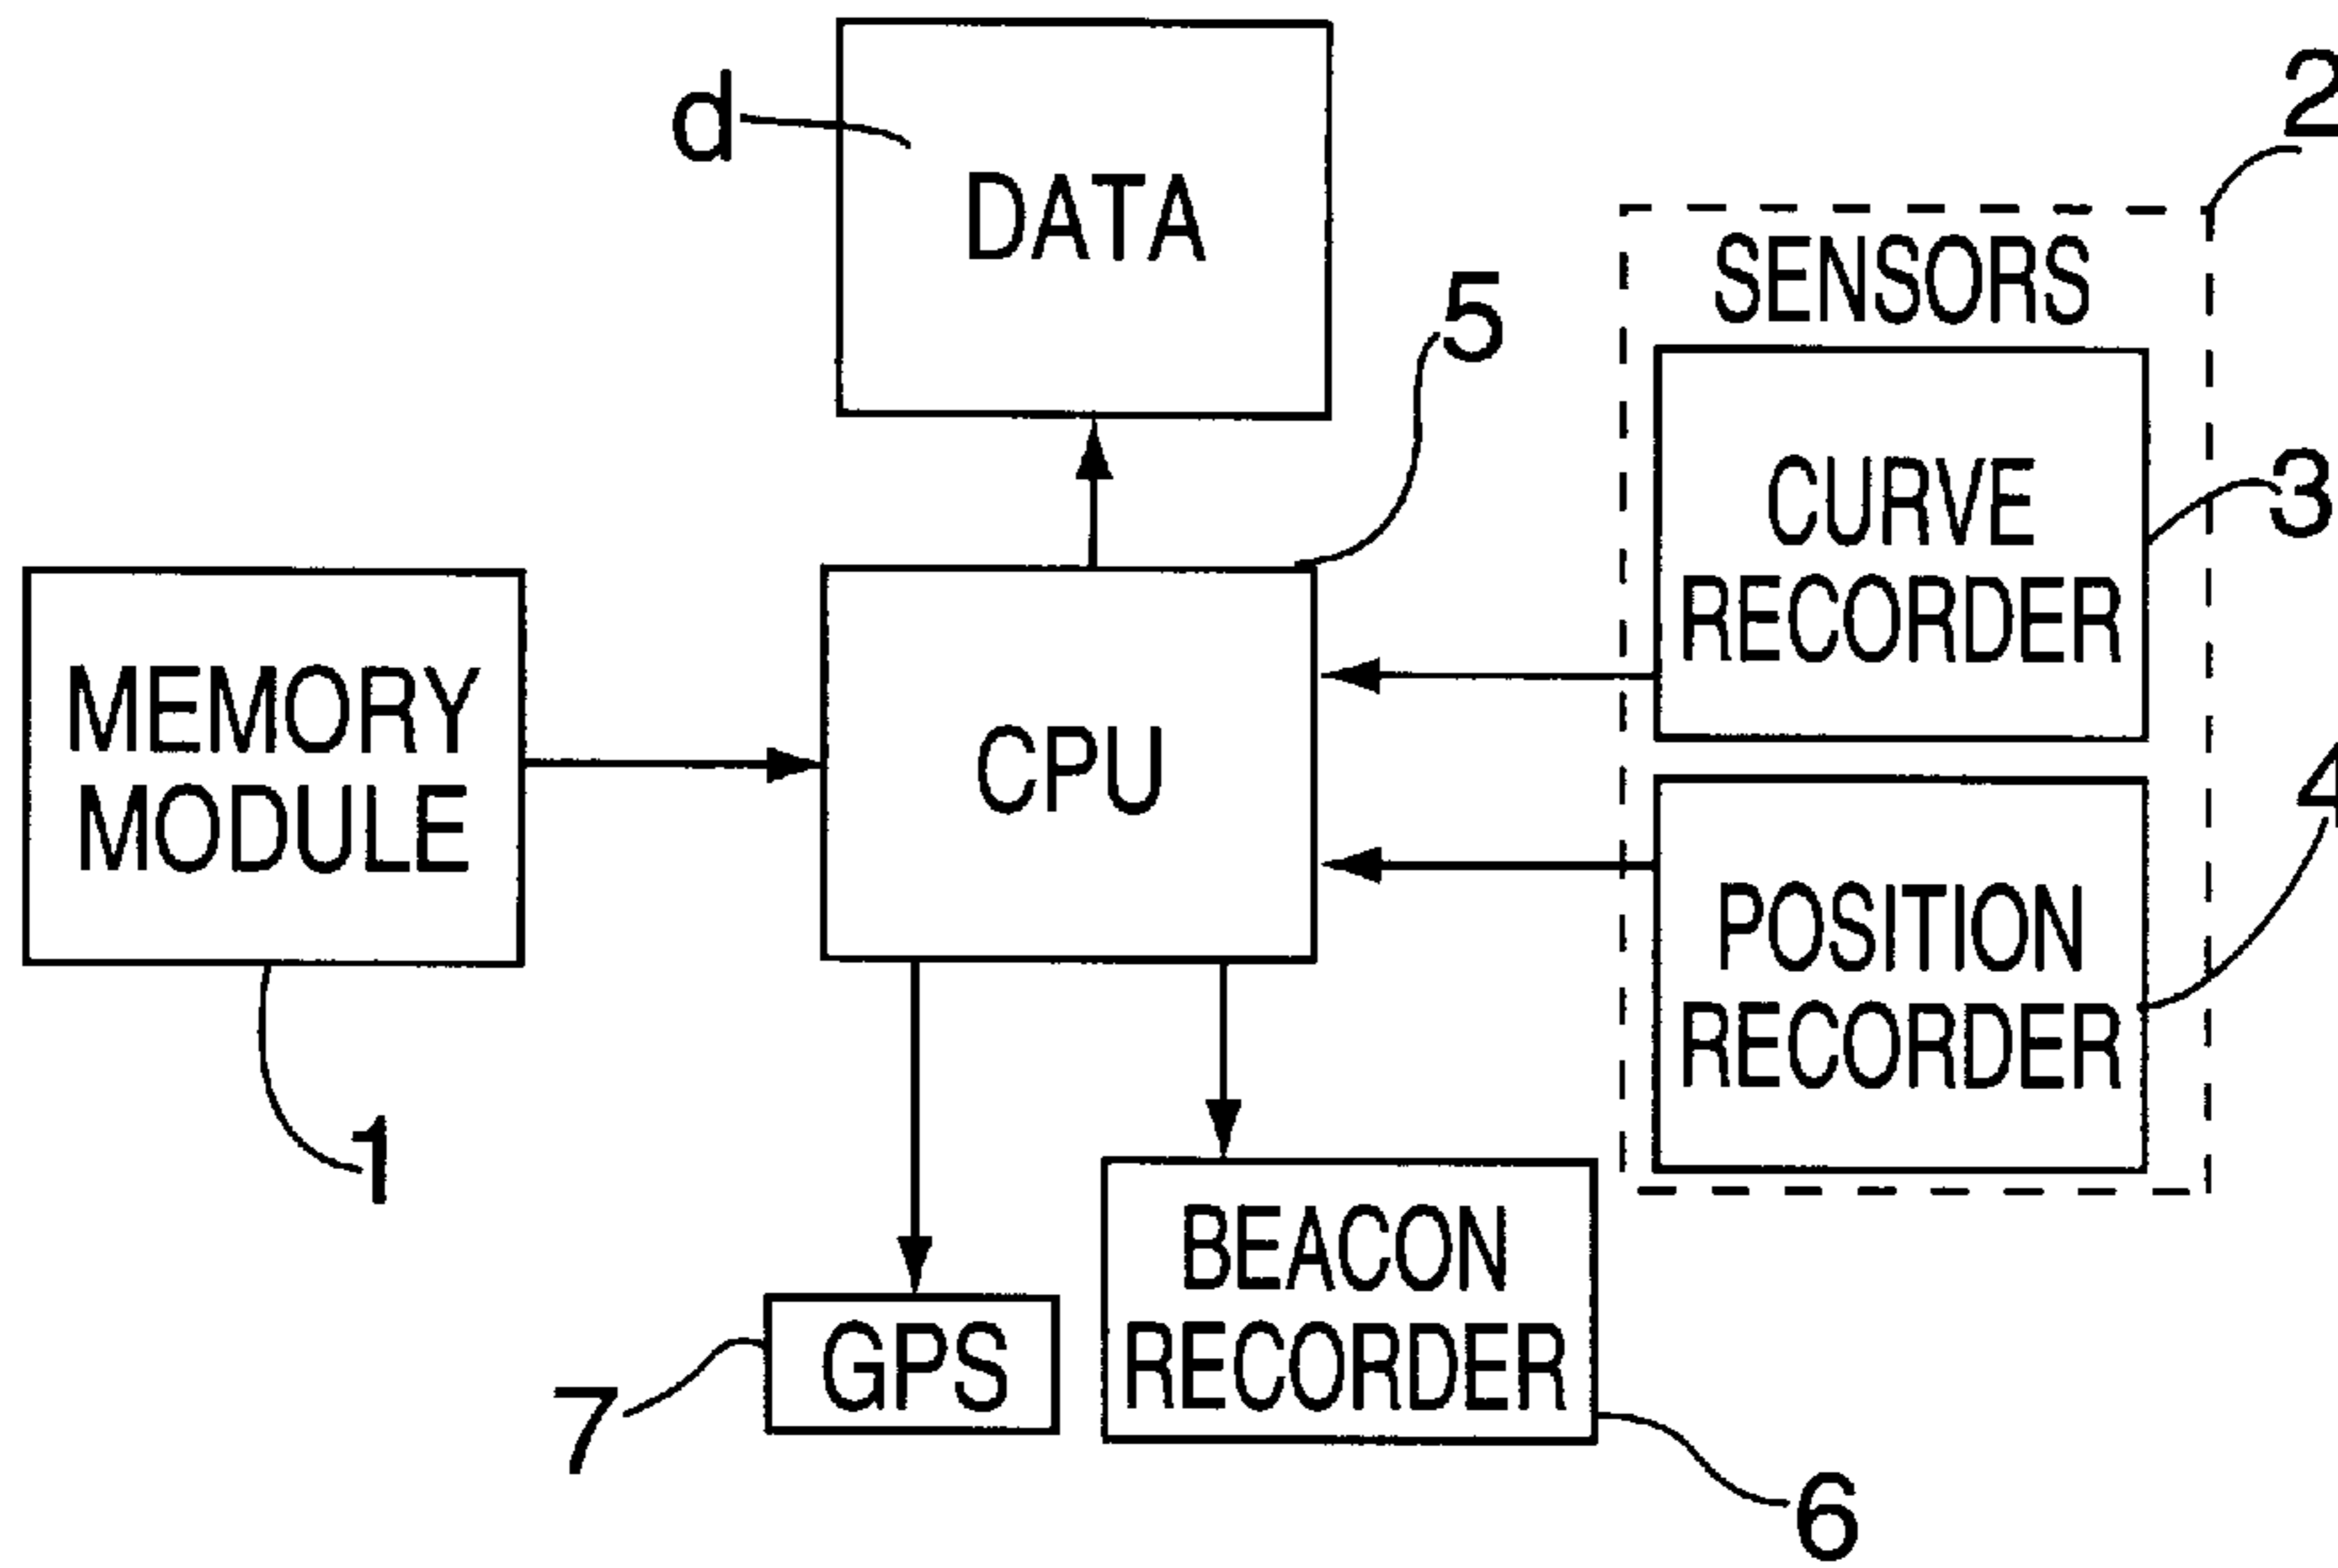 d
DATA
2
SENSORS
5
CURVE
RECORDER
3
MEMORY
MODULE
CPU
4
POSITION
RECORDER
1
BEACON
RECORDER
GPS
7
6